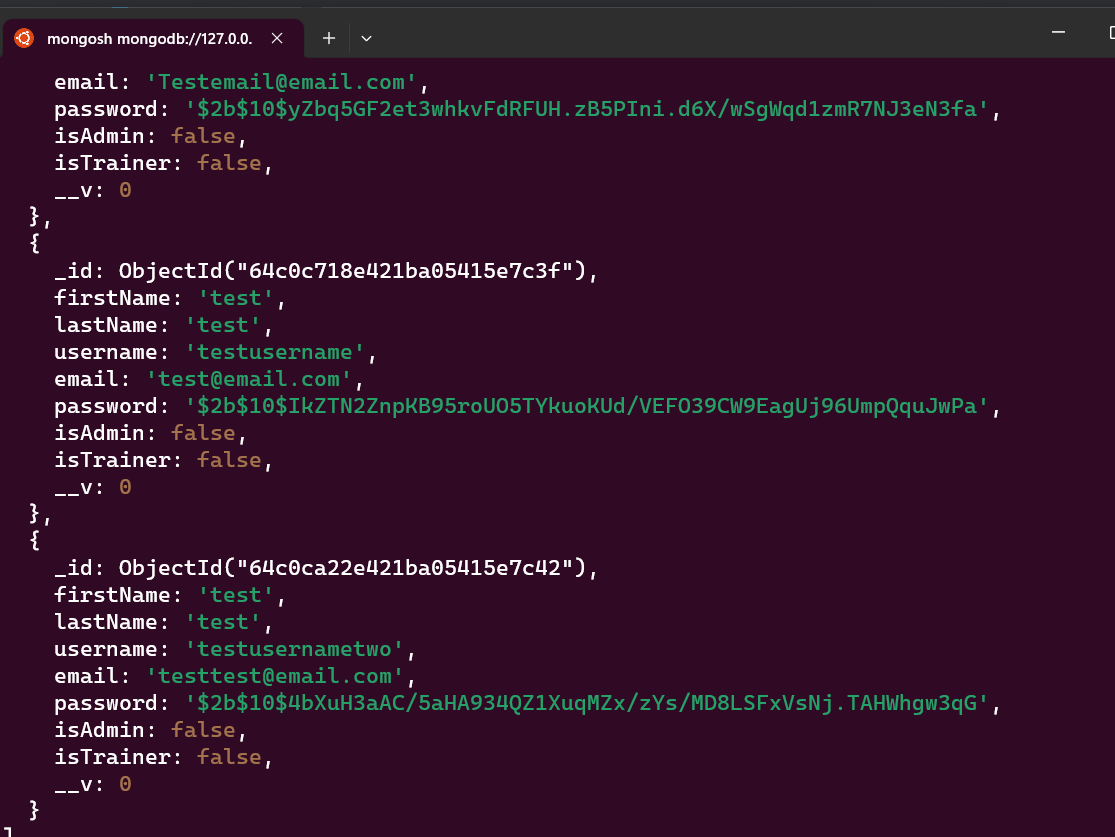 mongosh mongodb://127.0.0.
email: 'Testemail@email.com',
password: '$2b$10$yZbq5GF2et3whkvFdRFUH.zB5PIni.d6X/wSgWqd1zmR7NJ3eN3fa',
isAdmin: false,
isTrainer: false,
__v: 0
},
{
_id: ObjectId("64c0c718e421ba05415e7c3f"),
firstName: 'test',
lastName: 'test',
username: 'testusername',
email: 'test@email.com',
password: '$2b$10$IkZTN2ZnpKB95roUO5TYkuoKUd/VEFO39CW9EagUj96UmpQquJwPa',
isAdmin: false,
isTrainer: false,
__v: 0
},
{
_id: ObjectId("64c0ca22e421ba05415e7c42"),
firstName: 'test',
lastName: 'test',
username: 'testusernametwo',
email: 'testtest@email.com',
password: '$2b$10$4bXuH3aAC/5aHA934QZ1XuqMZx/zYs/MD8LSFxVsNj.TAHWhgw3qG',
isAdmin: false,
isTrainer: false,
__v: 0
}
]